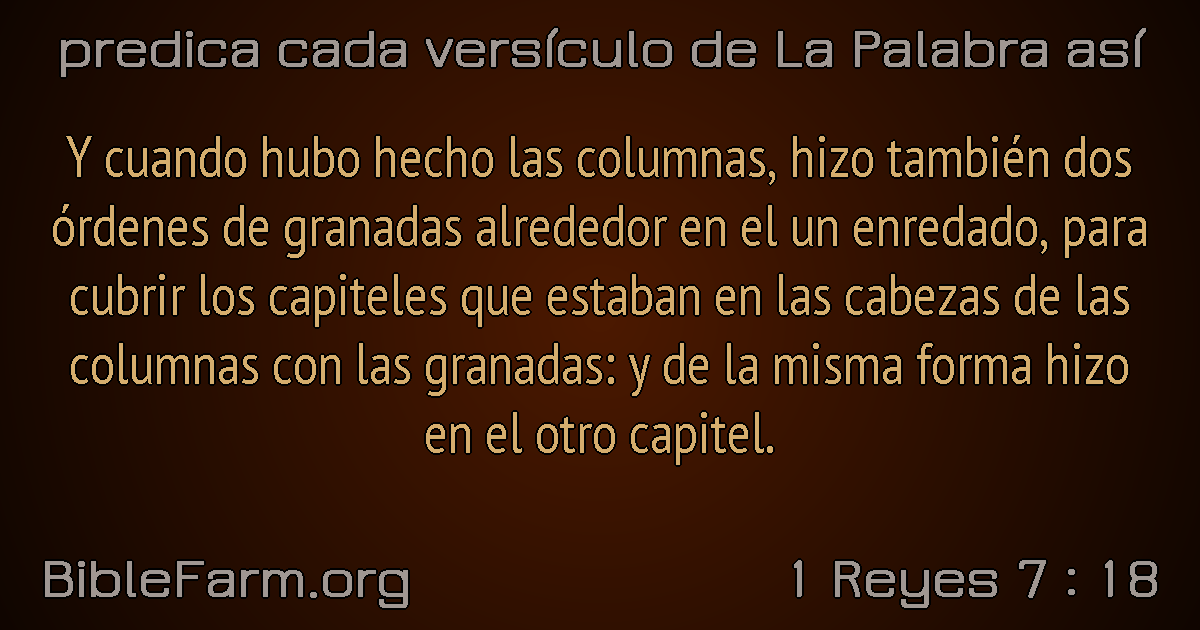 predica cada versículo de La Palabra así
Y cuando hubo hecho las columnas, hizo también dos
órdenes de granadas alrededor en el un enredado, para
cubrir los capiteles que estaban en las cabezas de las
columnas con las granadas: y de la misma forma hizo
en el otro capitel.
BibleFarm.org
1 Reyes 7 : 18